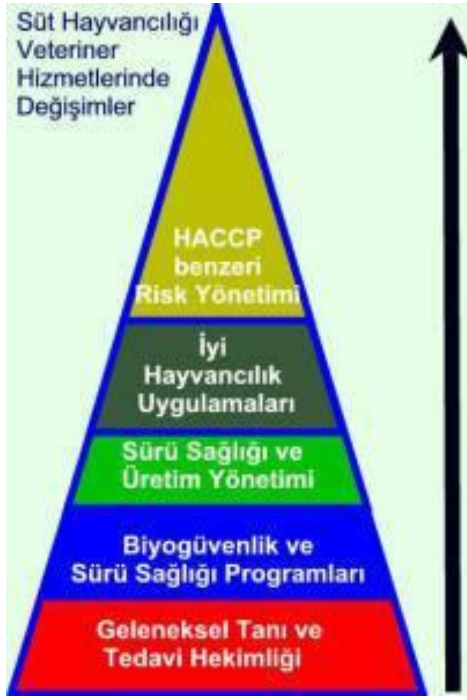 Süt Hayvancılığı
Veteriner
Hizmetlerinde
Değişimler
HACCP
benzeri
Risk Yönetimi
İyi
Hayvancılık
Uygulamaları
Sürü Sağlığı ve
Üretim Yönetimi
Biyogüvenlik ve
Sürü Sağlığı Programları
Geleneksel Tanı ve
Tedavi Hekimliği